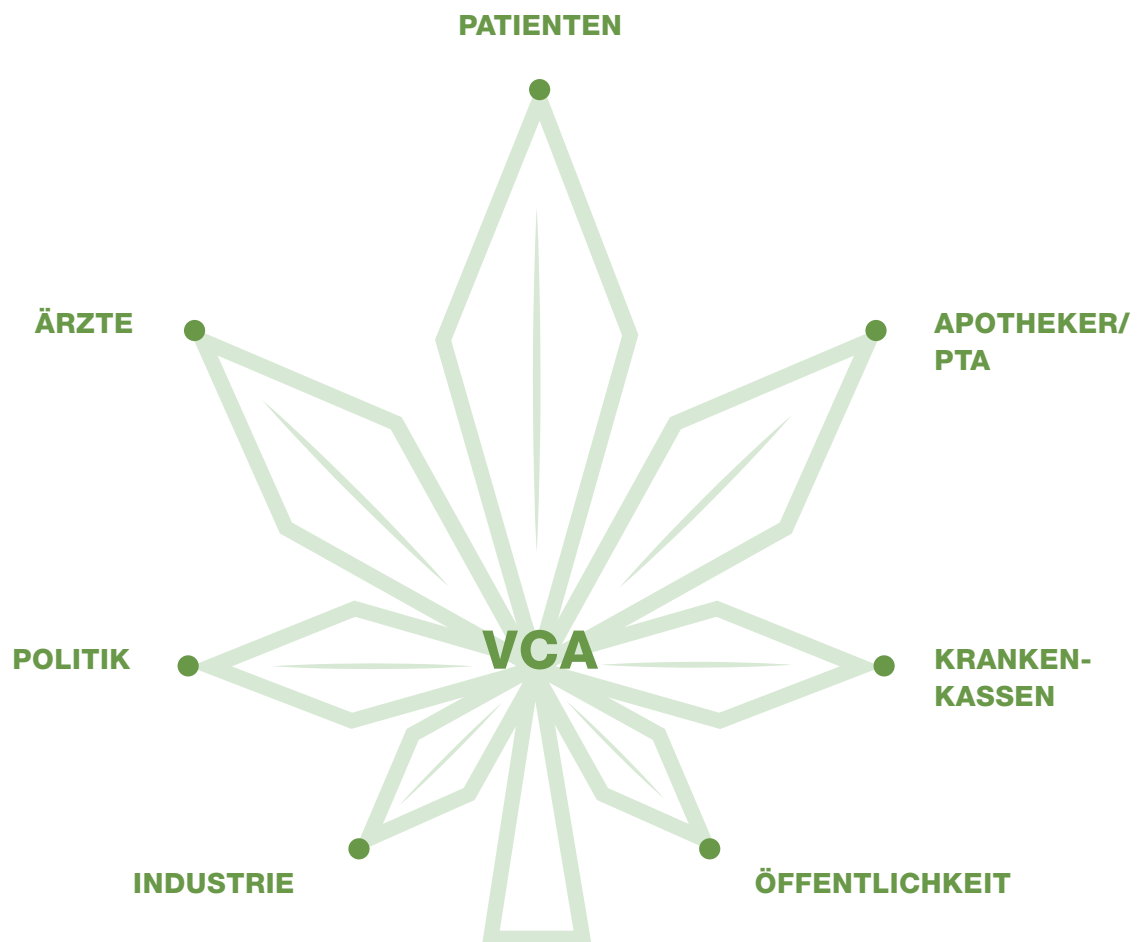 PATIENTEN
ÄRZTE
APOTHEKER/
PTA
VCA
POLITIK
KRANKEN-
KASSEN
INDUSTRIE
ÖFFENTLICHKEIT